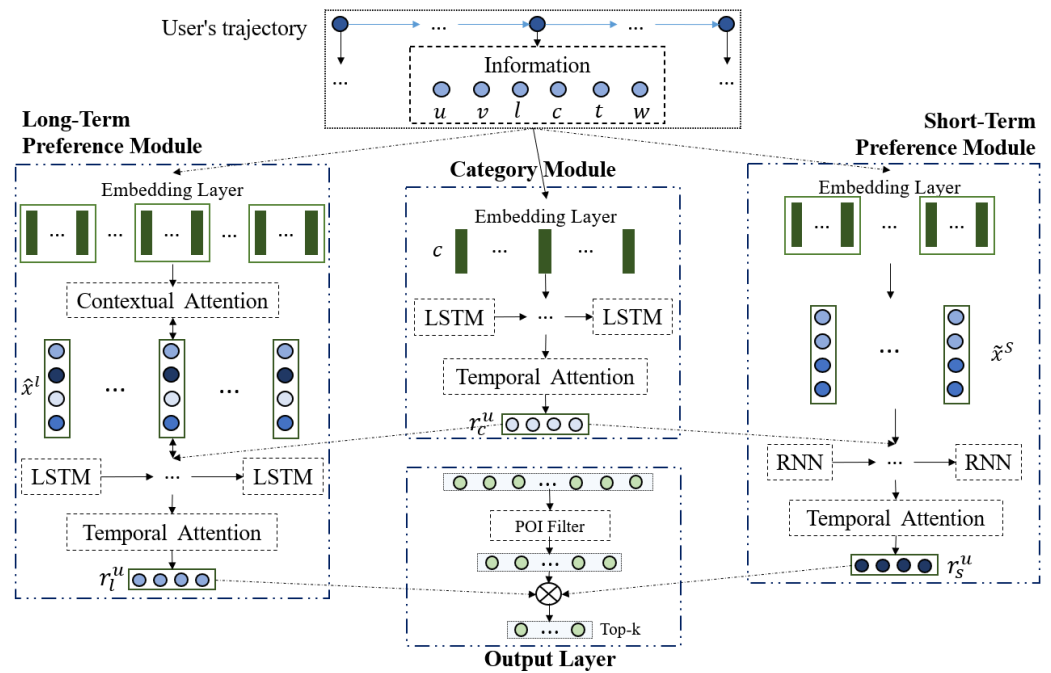 User's trajectory
...
...
...
...
Information
u v l c t w
Long-Term
Preference Module
Embedding Layer
... ... ... ... ...
Contextual Attention
x̂ˡ
... ...
LSTM ... LSTM
Temporal Attention
rₗᵘ
Category Module
Embedding Layer
c ... ...
LSTM ... LSTM
Temporal Attention
r꜀ᵘ
Short-Term
Preference Module
Embedding Layer
... ... ...
... x̃ˢ
RNN ... RNN
Temporal Attention
rₛᵘ
...
POI Filter
...
... Top-k
Output Layer